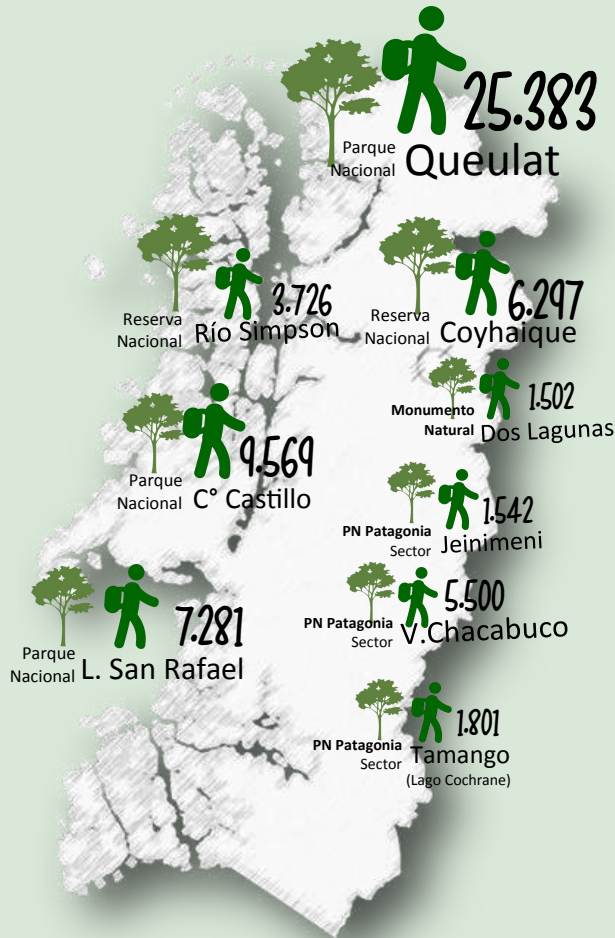 25.383
Parque
Nacional Queulat
3.726
Reserva
Nacional Río Simpson
6.297
Reserva
Nacional Coyhaique
1.502
Monumento
Natural Dos Lagunas
9.569
Parque
Nacional C° Castillo
1.542
PN Patagonia
Sector Jeinimeni
5.500
PN Patagonia
Sector V.Chacabuco
7.281
Parque
Nacional L. San Rafael
1.801
PN Patagonia Tamango
Sector (Lago Cochrane)